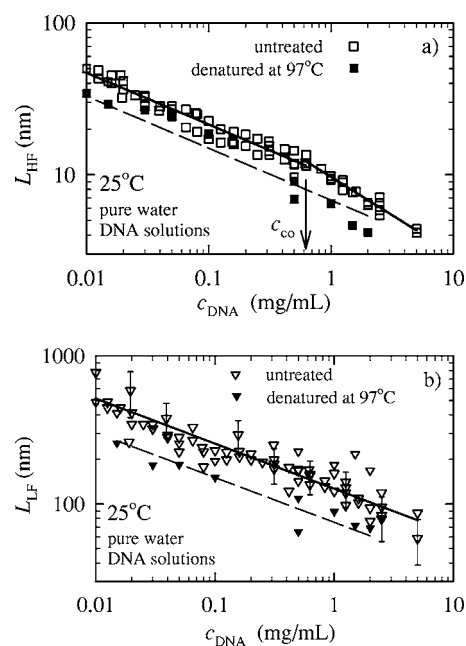 100
untreated
a)
denatured at 97°C
L_HF (nm)
10
25°C
pure water
DNA solutions
c_co
0.01
0.1
1
10
c_DNA (mg/mL)
1000
untreated
b)
denatured at 97°C
L_LF (nm)
100
25°C
pure water
DNA solutions
0.01
0.1
1
10
c_DNA (mg/mL)